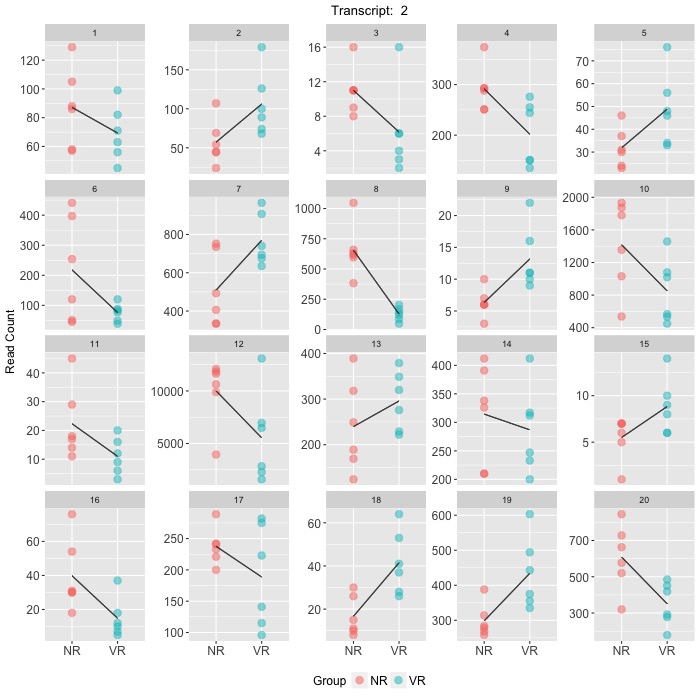 Transcript: 2
1 2 3 4 5
120 100 80 60
150 100 50
16 12 8 4
300 200
70 60 50 40 30
6 7 8 9 10
400 300 200 100
800 600 400
1000 750 500 250 0
20 15 10 5
2000 1600 1200 800 400
11 12 13 14 15
40 30 20 10
10000 5000
400 300 200
400 350 300 250 200
10 5
16 17 18 19 20
60 40 20
250 200 150 100
60 40 20
600 500 400 300
700 500 300
NR VR NR VR NR VR NR VR NR VR
Read Count
Group NR VR